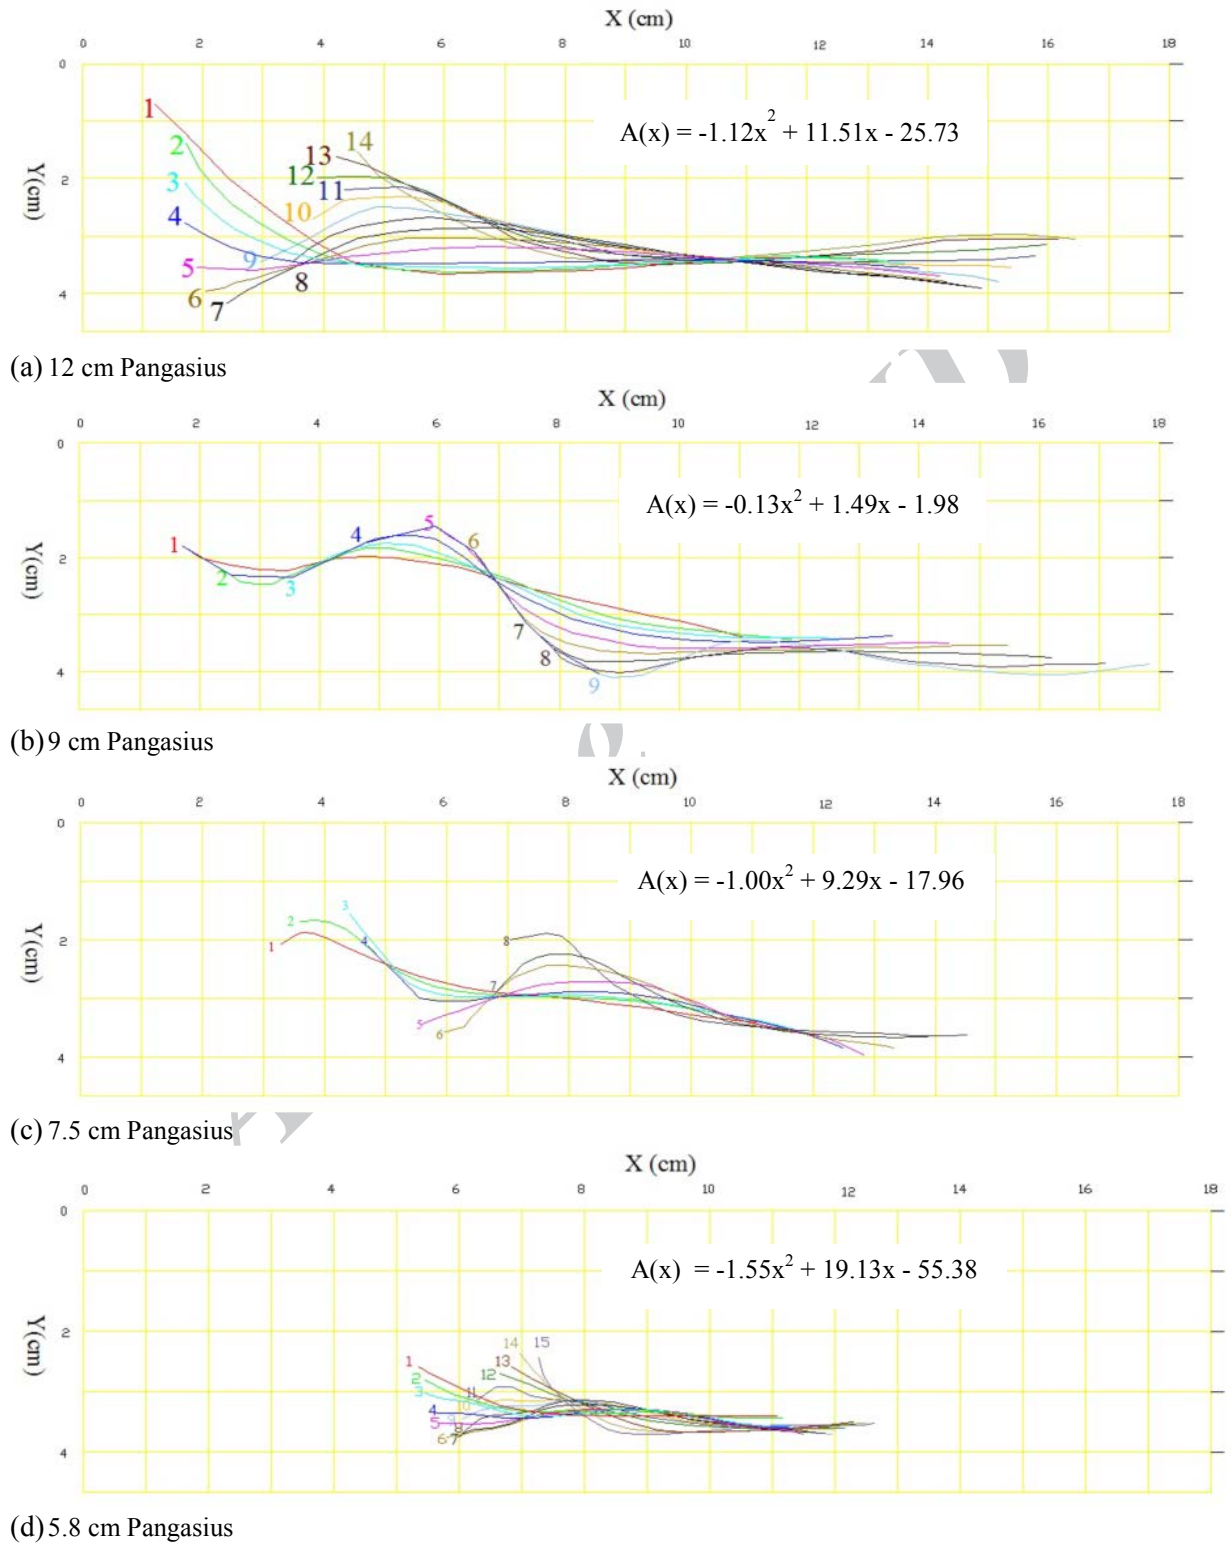 X (cm)
0 2 4 6 8 10 12 14 16 18
0
2
4
Y(cm)
A(x) = -1.12x² + 11.51x - 25.73
1
2
3
4
5
6
7
8
9
10
11
12
13
14
(a) 12 cm Pangasius
X (cm)
0 2 4 6 8 10 12 14 16 18
0
2
4
Y(cm)
A(x) = -0.13x² + 1.49x - 1.98
1
2
3
4
5
6
7
8
9
(b) 9 cm Pangasius
X (cm)
0 2 4 6 8 10 12 14 16 18
0
2
4
Y(cm)
A(x) = -1.00x² + 9.29x - 17.96
1
2
3
4
5
6
7
8
(c) 7.5 cm Pangasius
X (cm)
0 2 4 6 8 10 12 14 16 18
0
2
4
Y(cm)
A(x) = -1.55x² + 19.13x - 55.38
1
2
3
4
5
6
7
9
10
11
12
13
14
15
(d) 5.8 cm Pangasius